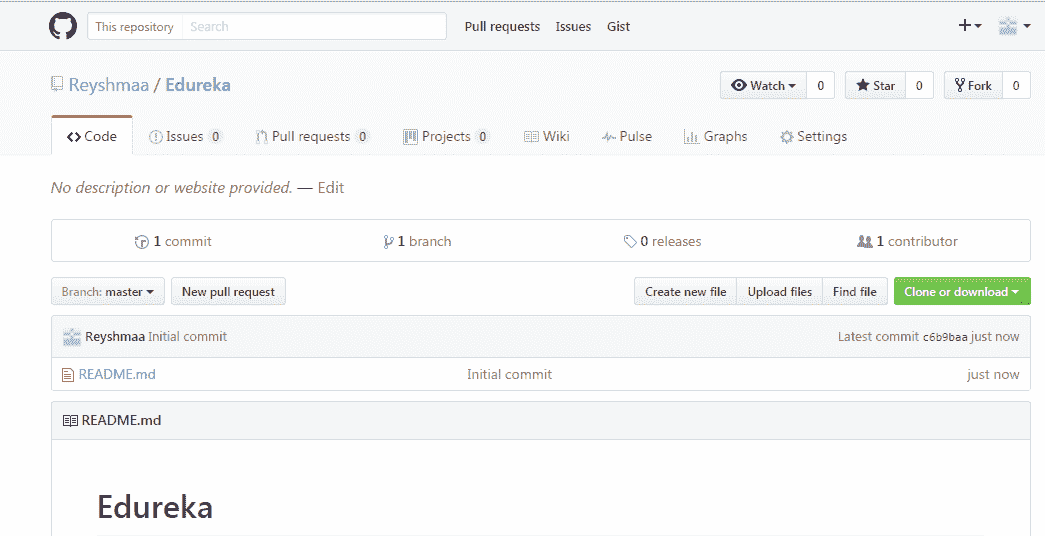 This repository Search Pull requests Issues Gist
Reyshmaa / Edureka Watch 0 Star 0 Fork 0
Code Issues 0 Pull requests 0 Projects 0 Wiki Pulse Graphs Settings
No description or website provided. — Edit
1 commit 1 branch 0 releases 1 contributor
Branch: master New pull request Create new file Upload files Find file Clone or download
Reyshmaa Initial commit Latest commit c6b9baa just now
README.md Initial commit just now
README.md
Edureka